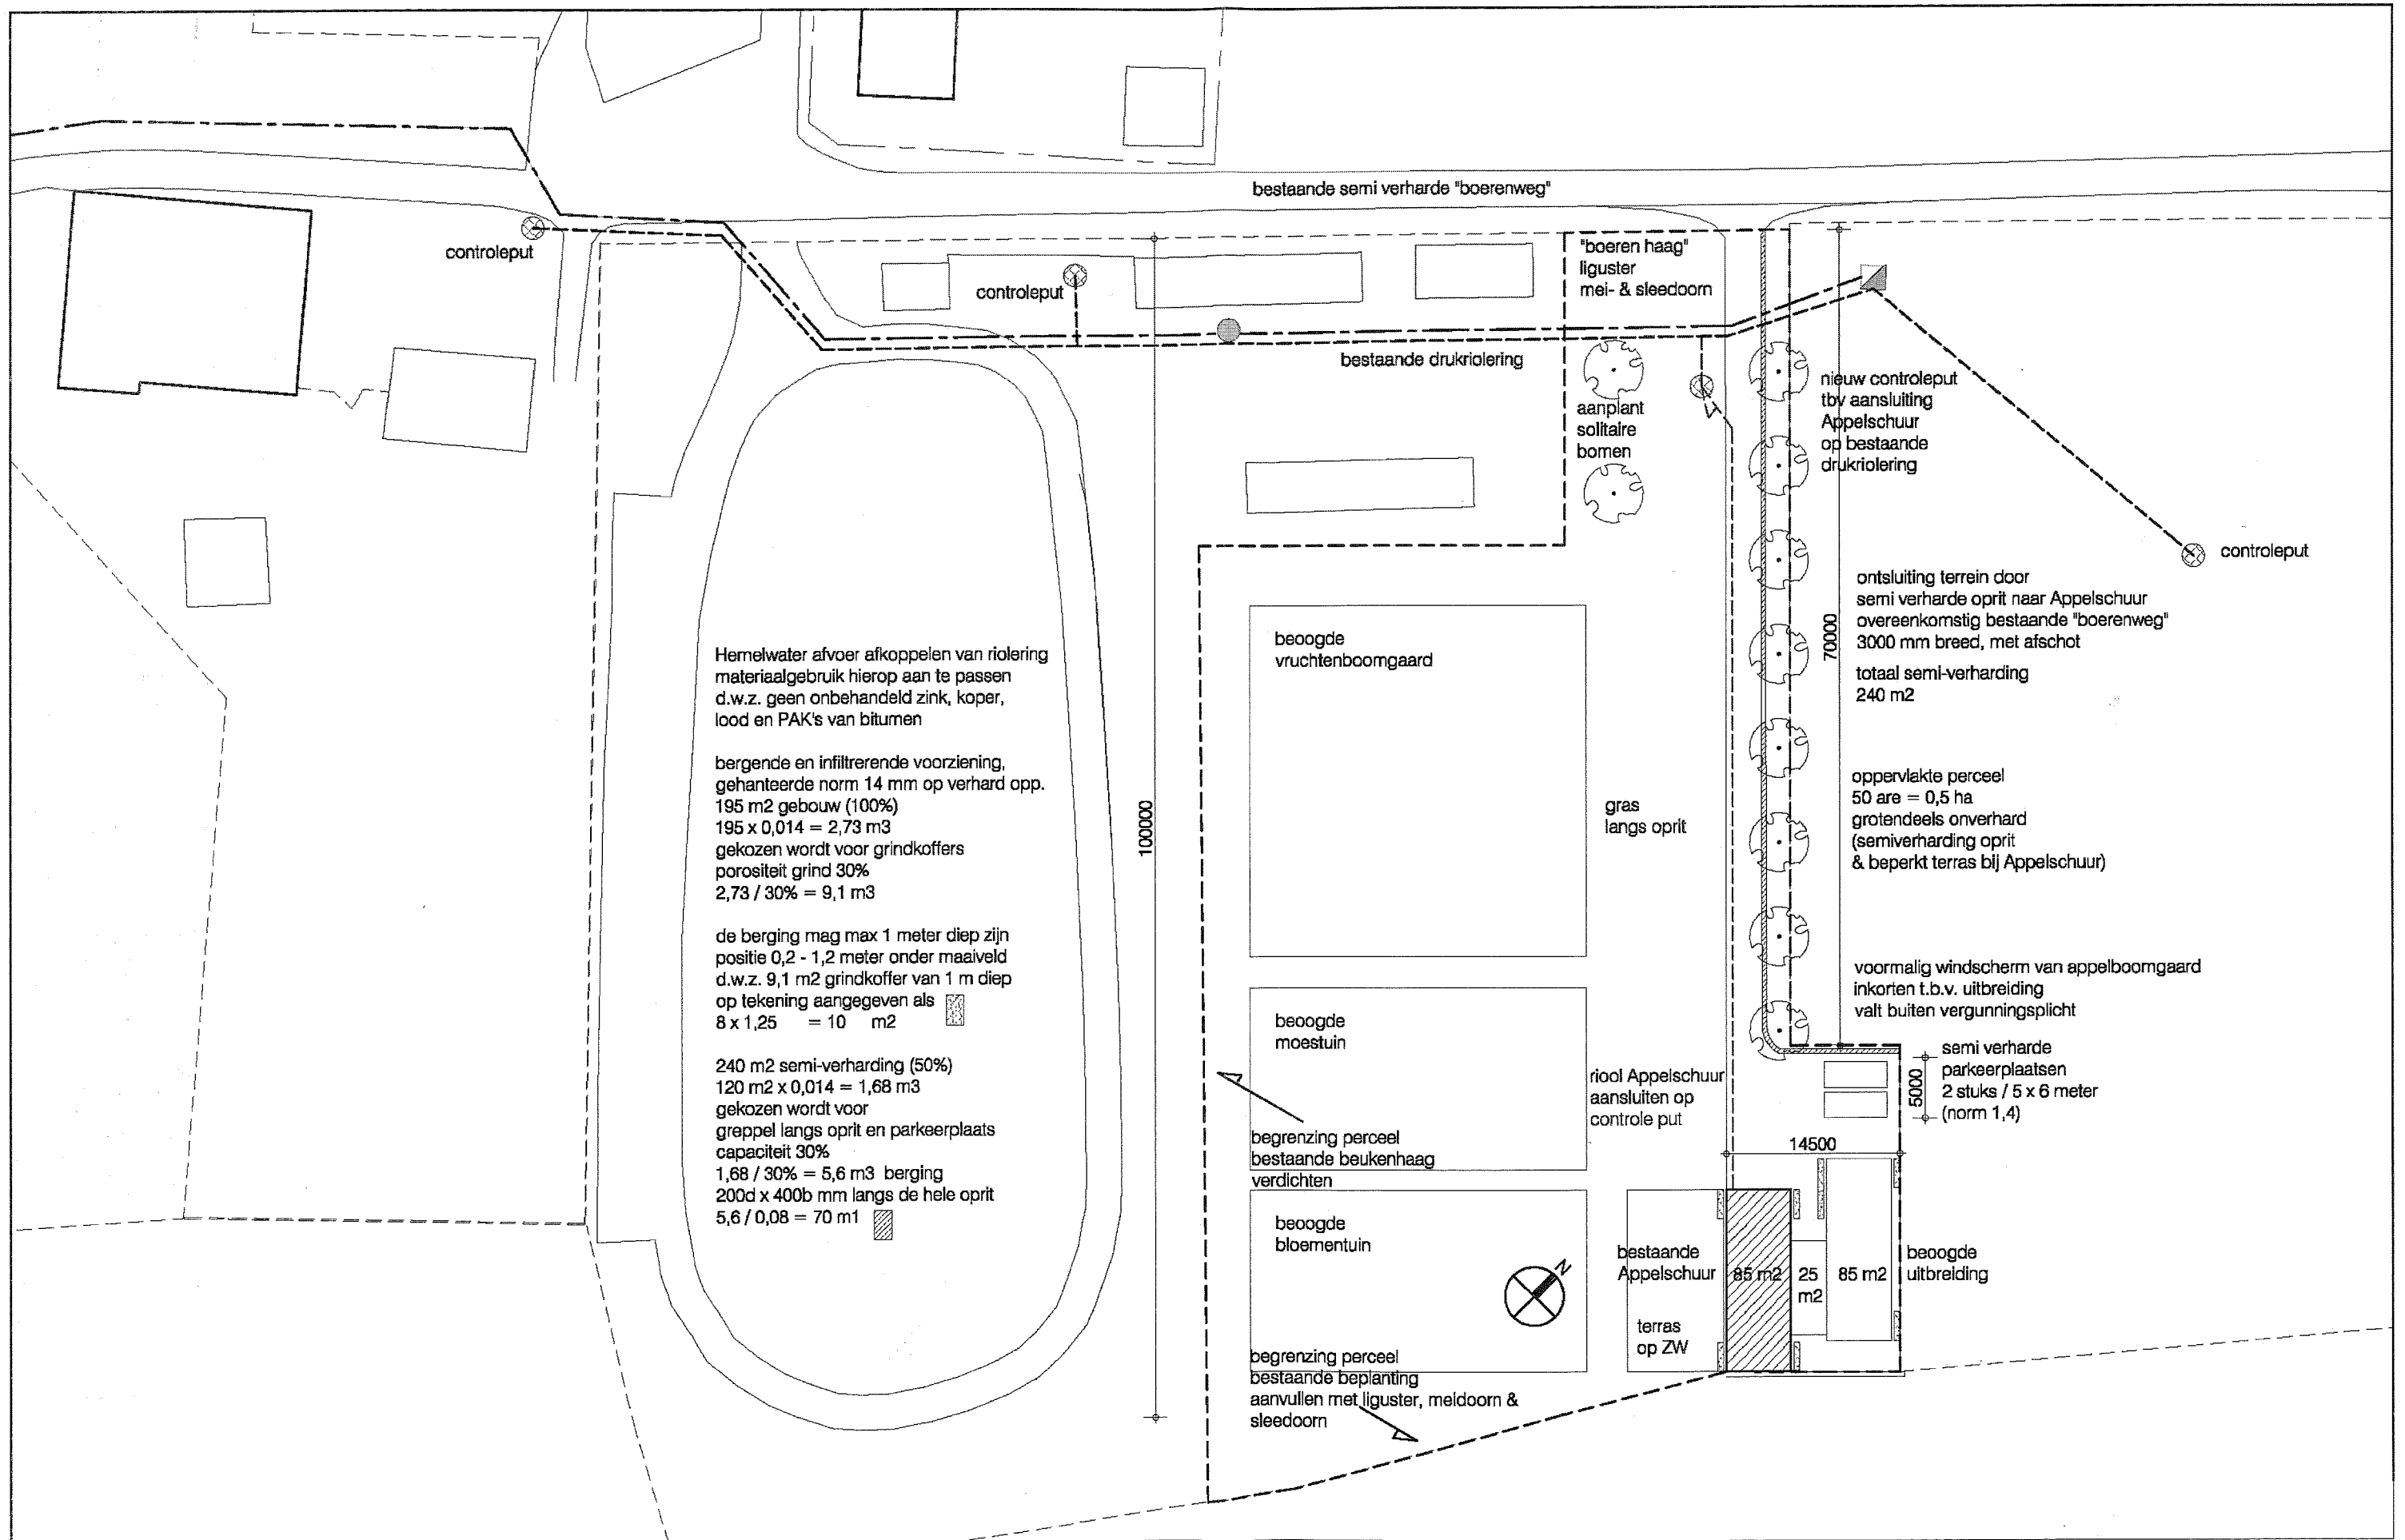 bestaande semi verharde "boerenweg"
controleput
controleput
"boeren haag"
liguster
mei- & sleedoorn
bestaande drukriolering
aanplant
solitaire
bomen
nieuw controleput
tbv aansluiting
Appelschuur
op bestaande
drukriolering
controleput
ontsluiting terrein door
semi verharde oprit naar Appelschuur
overeenkomstig bestaande "boerenweg"
3000 mm breed, met afschot
totaal semi-verharding
240 m2
70000
100000
Hemelwater afvoer afkoppelen van riolering
materiaalgebruik hierop aan te passen
d.w.z. geen onbehandeld zink, koper,
lood en PAK's van bitumen
bergende en infiltrerende voorziening,
gehanteerde norm 14 mm op verhard opp.
195 m2 gebouw (100%)
195 x 0,014 = 2,73 m3
gekozen wordt voor grindkoffers
porositeit grind 30%
2,73 / 30% = 9,1 m3
de berging mag max 1 meter diep zijn
positie 0,2 - 1,2 meter onder maaiveld
d.w.z. 9,1 m2 grindkoffer van 1 m diep
op tekening aangegeven als
8 x 1,25 = 10 m2
240 m2 semi-verharding (50%)
120 m2 x 0,014 = 1,68 m3
gekozen wordt voor
greppel langs oprit en parkeerplaats
capaciteit 30%
1,68 / 30% = 5,6 m3 berging
200d x 400b mm langs de hele oprit
5,6 / 0,08 = 70 m1
beoogde
vruchtenboomgaard
gras
langs oprit
oppervlakte perceel
50 are = 0,5 ha
grotendeels onverhard
(semiverharding oprit
& beperkt terras bij Appelschuur)
voormalig windscherm van appelboomgaard
inkorten t.b.v. uitbreiding
valt buiten vergunningsplicht
beoogde
moestuin
riool Appelschuur
aansluiten op
controle put
semi verharde
parkeerplaatsen
2 stuks / 5 x 6 meter
(norm 1,4)
5000
14500
begrenzing perceel
bestaande beukenhaag
verdichten
beoogde
bloementuin
N
bestaande
Appelschuur
85 m2
25
m2
85 m2
beoogde
uitbreiding
terras
op ZW
begrenzing perceel
bestaande beplanting
aanvullen met liguster, meidoorn &
sleedoorn